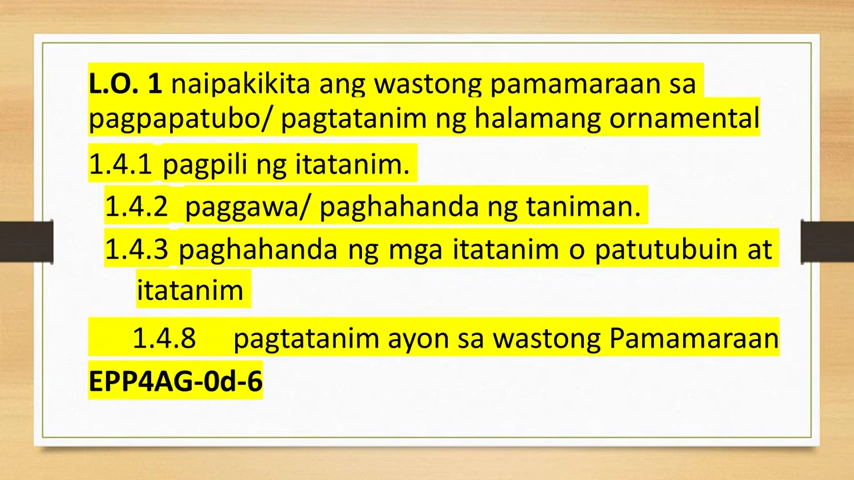 L.O. 1 naipakikita ang wastong pamamaraan sa
pagpapatubo/ pagtatanim ng halamang ornamental
1.4.1 pagpili ng itatanim.
1.4.2 paggawa/ paghahanda ng taniman.
1.4.3 paghahanda ng mga itatanim o patutubuin at
itatanim
1.4.8 pagtatanim ayon sa wastong Pamamaraan
EPP4AG-0d-6